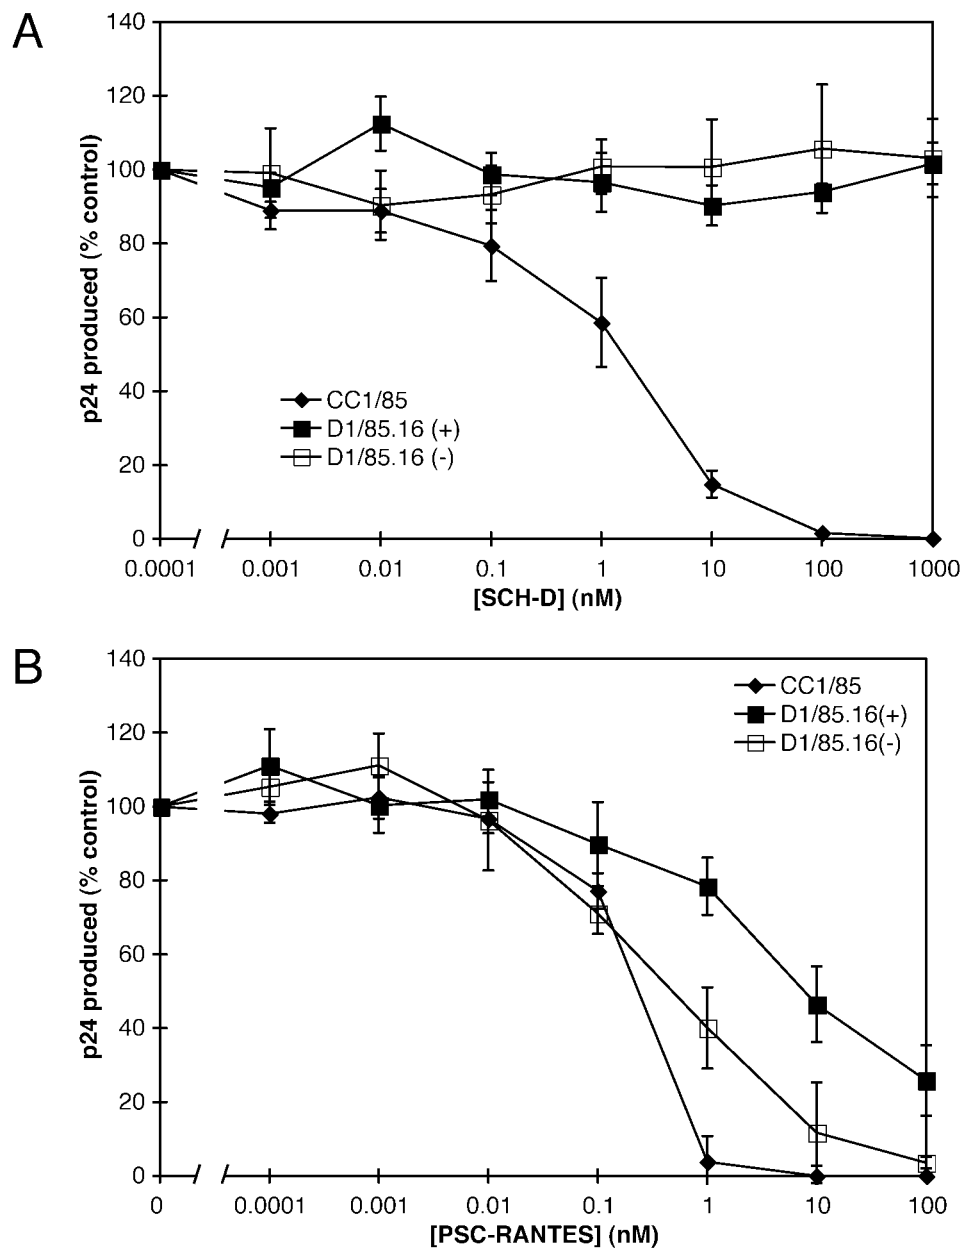 A
140
120
100
80
60
40
20
0
p24 produced (% control)
CC1/85
D1/85.16 (+)
D1/85.16 (-)
0.0001 0.001 0.01 0.1 1 10 100 1000
[SCH-D] (nM)
B
140
120
100
80
60
40
20
0
p24 produced (% control)
CC1/85
D1/85.16(+)
D1/85.16(-)
0 0.0001 0.001 0.01 0.1 1 10 100
[PSC-RANTES] (nM)